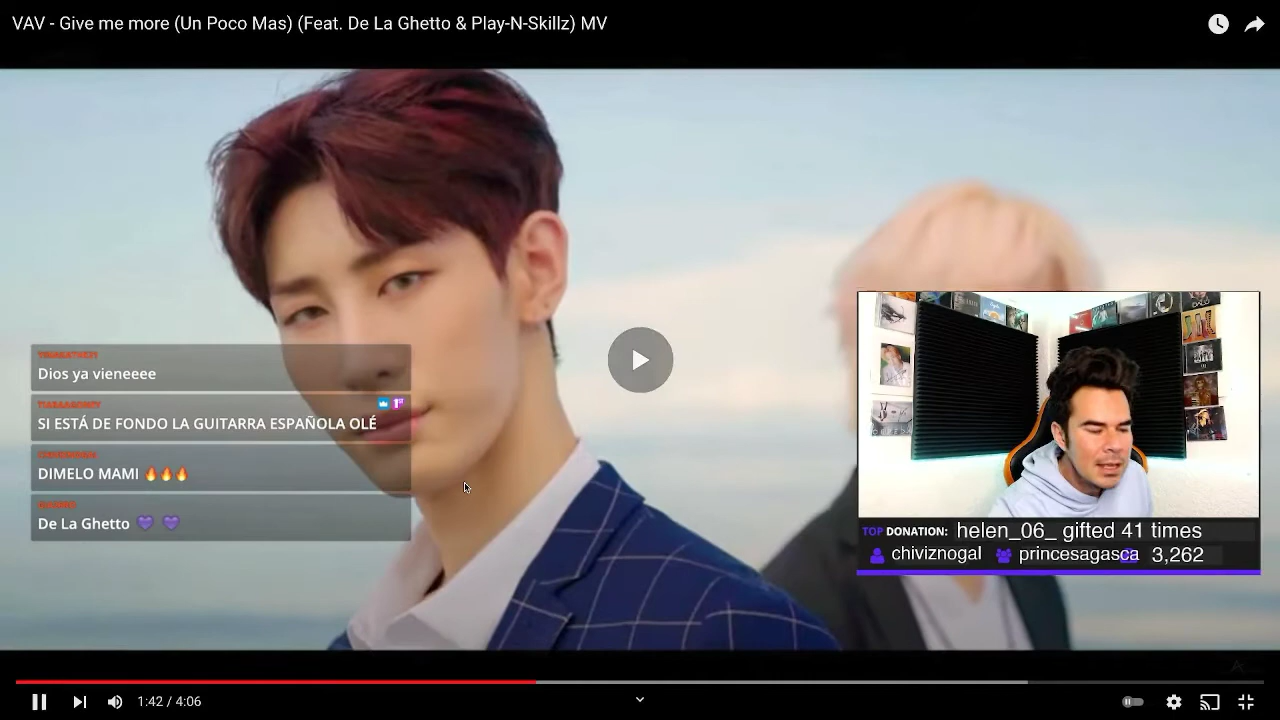 VAV - Give me more (Un Poco Mas) (Feat. De La Ghetto & Play-N-Skillz) MV
Dios ya vieneeee
SI ESTÁ DE FONDO LA GUITARRA ESPAÑOLA OLÉ
DIMELO MAMI 🔥🔥🔥
De La Ghetto 💜 💜
TOP DONATION: helen_06_ gifted 41 times
chiviznogal princesagasca 3,262
1:42 / 4:06